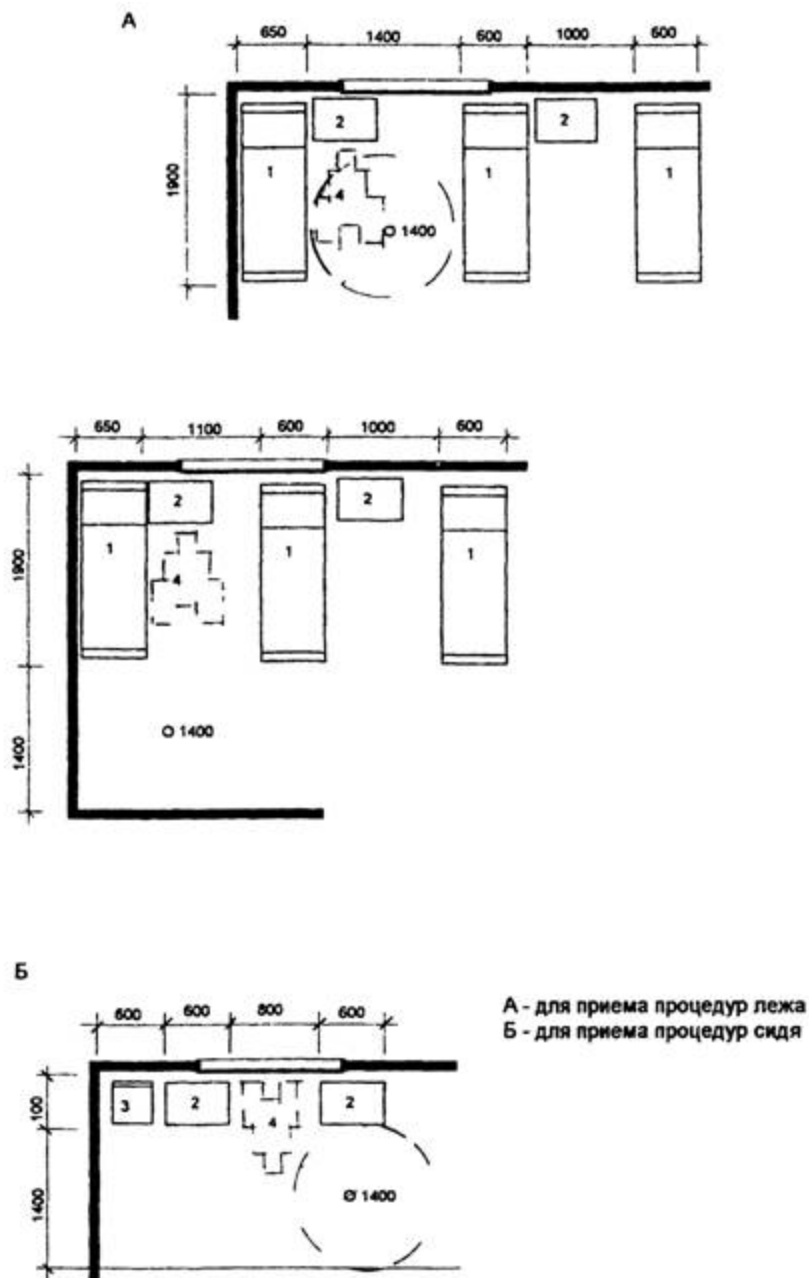 А
650 1400 600 1000 600
1900
2 2
1 1 1
4
O 1400
650 1100 600 1000 600
1900
2 2
1 1 1
4
1400
O 1400
Б
600 600 800 600
А - для приема процедур лежа
Б - для приема процедур сидя
100
3 2 4 2
1400
Ø 1400